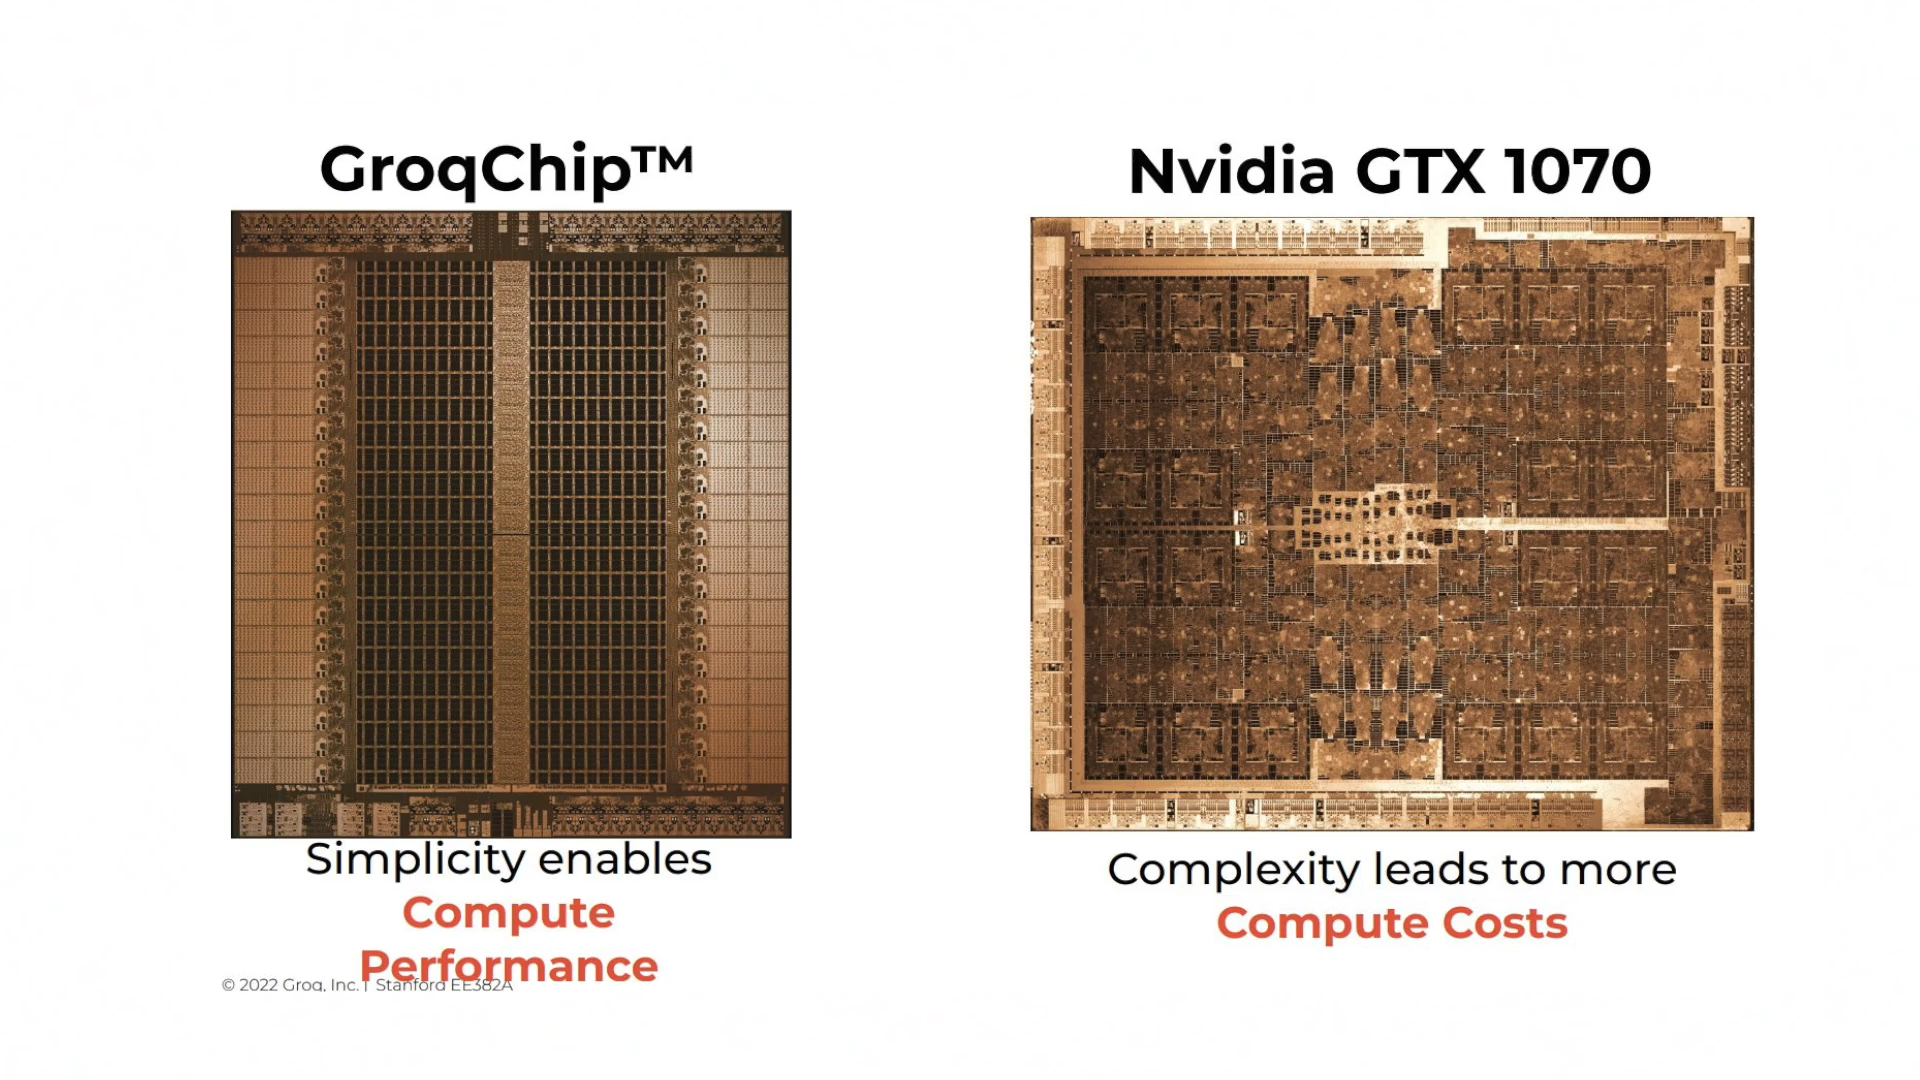 GroqChip™
Nvidia GTX 1070
Simplicity enables
Compute
Performance
Complexity leads to more
Compute Costs
© 2022 Groq, Inc. | Stanford EE382A